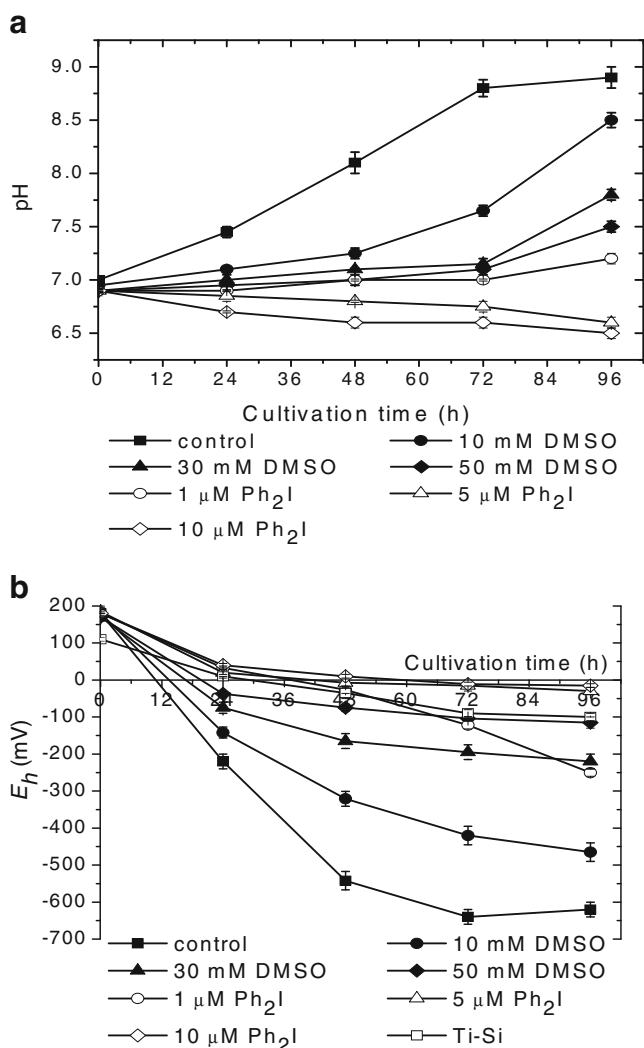 a
9.0
8.5
8.0
7.5
7.0
6.5
pH
0 12 24 36 48 60 72 84 96
Cultivation time (h)
control 10 mM DMSO
30 mM DMSO 50 mM DMSO
1 μM Ph2I 5 μM Ph2I
10 μM Ph2I
b
200
100
0
-100
-200
-300
-400
-500
-600
-700
Eh (mV)
Cultivation time (h)
0 12 24 36 48 60 72 84 96
control 10 mM DMSO
30 mM DMSO 50 mM DMSO
1 μM Ph2I 5 μM Ph2I
10 μM Ph2I Ti-Si